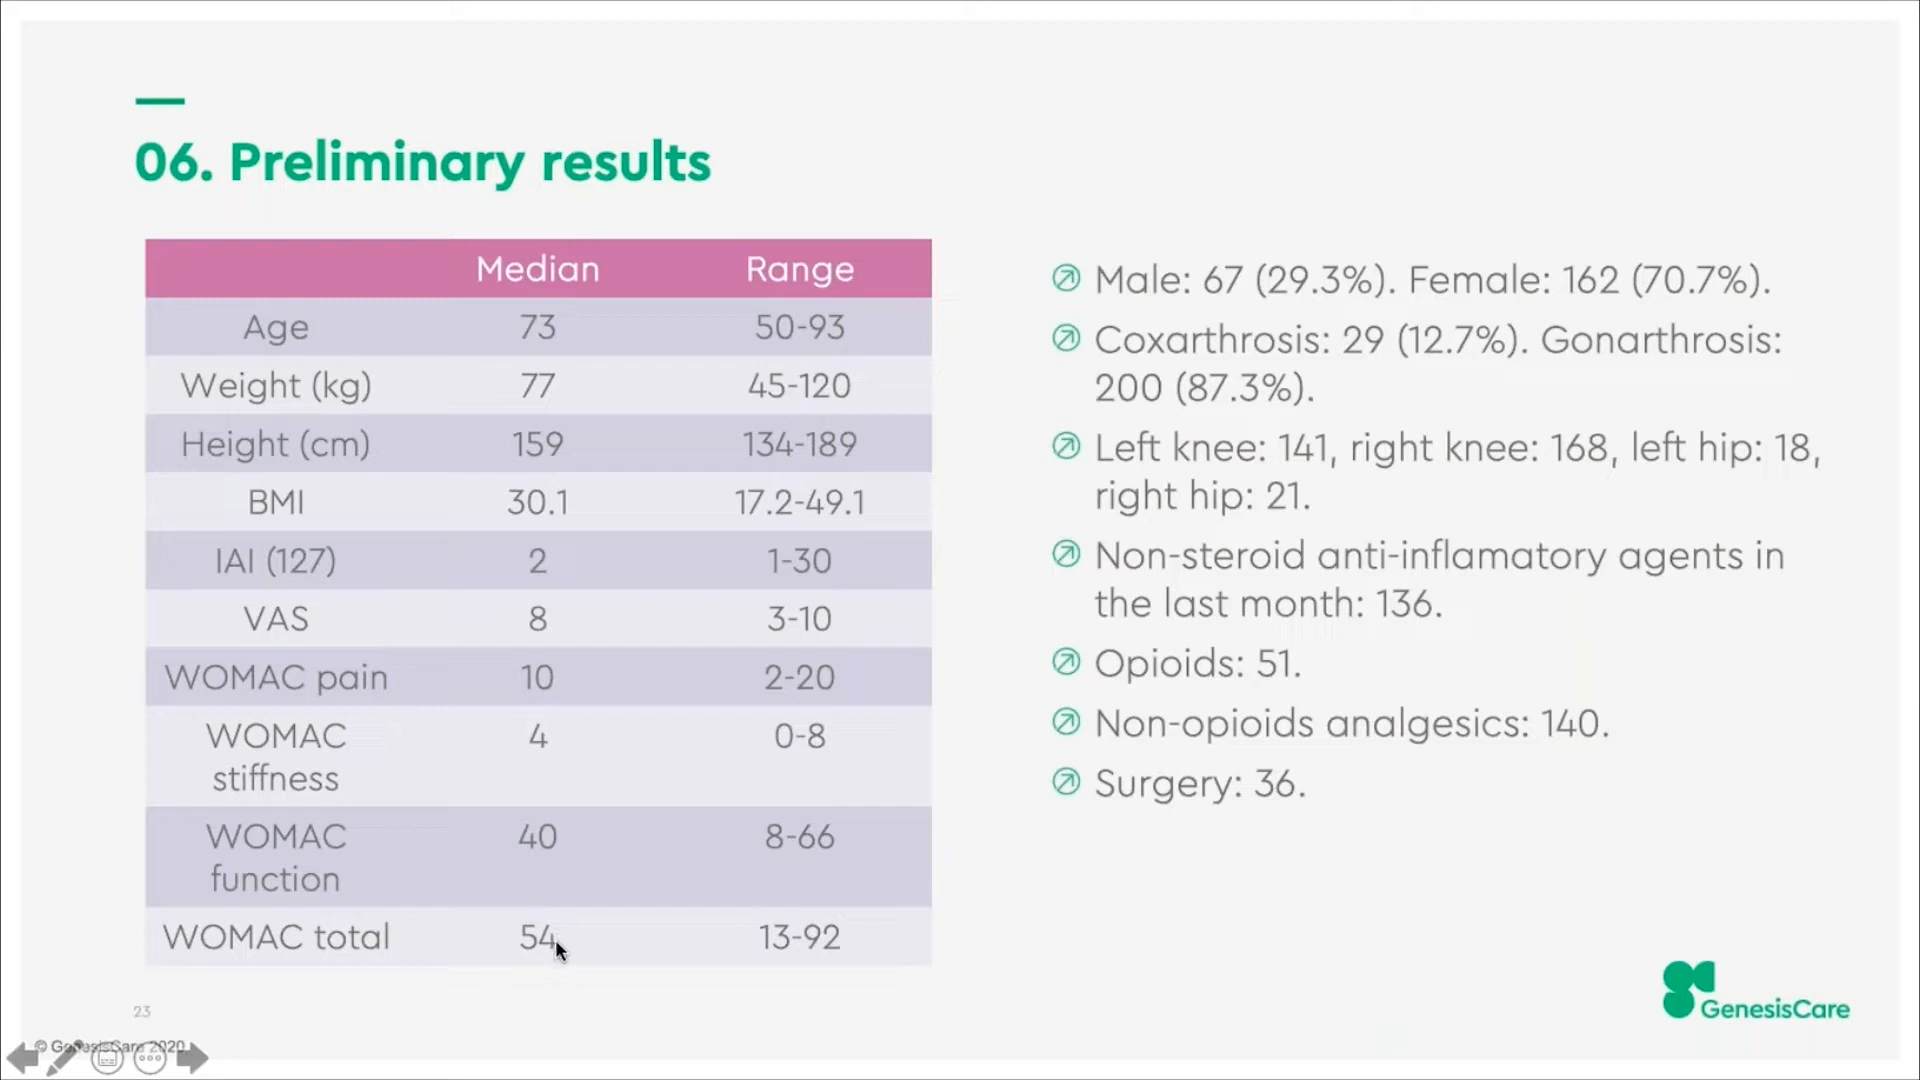 06. Preliminary results
Median Range
Age 73 50-93
Weight (kg) 77 45-120
Height (cm) 159 134-189
BMI 30.1 17.2-49.1
IAI (127) 2 1-30
VAS 8 3-10
WOMAC pain 10 2-20
WOMAC 4 0-8
stiffness
WOMAC 40 8-66
function
WOMAC total 54 13-92
Male: 67 (29.3%). Female: 162 (70.7%).
Coxarthrosis: 29 (12.7%). Gonarthrosis:
200 (87.3%).
Left knee: 141, right knee: 168, left hip: 18,
right hip: 21.
Non-steroid anti-inflamatory agents in
the last month: 136.
Opioids: 51.
Non-opioids analgesics: 140.
Surgery: 36.
23
GenesisCare
© GenesisCare 2020